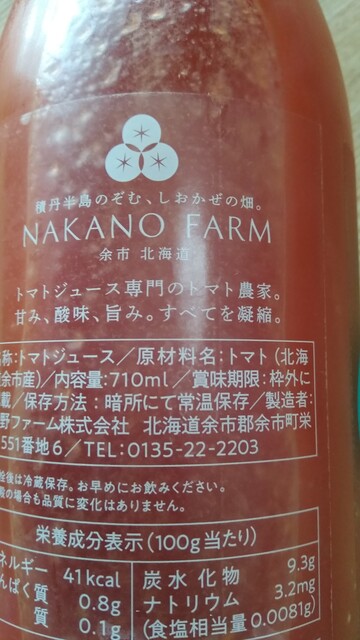 積丹半島のぞむ、しおかぜの畑。
NAKANO FARM
余市 北海道
トマトジュース専門のトマト農家。
甘み、酸味、旨み。すべてを凝縮。
名称:トマトジュース／原材料名:トマト(北海
余市産)／内容量:710ml／賞味期限:枠外に
載／保存方法:暗所にて常温保存／製造者:
野ファーム株式会社 北海道余市郡余市町栄
551番地6／TEL:0135-22-2203
栓後は冷蔵保存。お早めにお飲みください。
の場合も品質に変化はありません。
栄養成分表示(100g当たり)
ネルギー 41kcal 炭水化物 9.3g
んぱく質 0.8g ナトリウム 3.2mg
質 0.1g (食塩相当量 0.0081g)